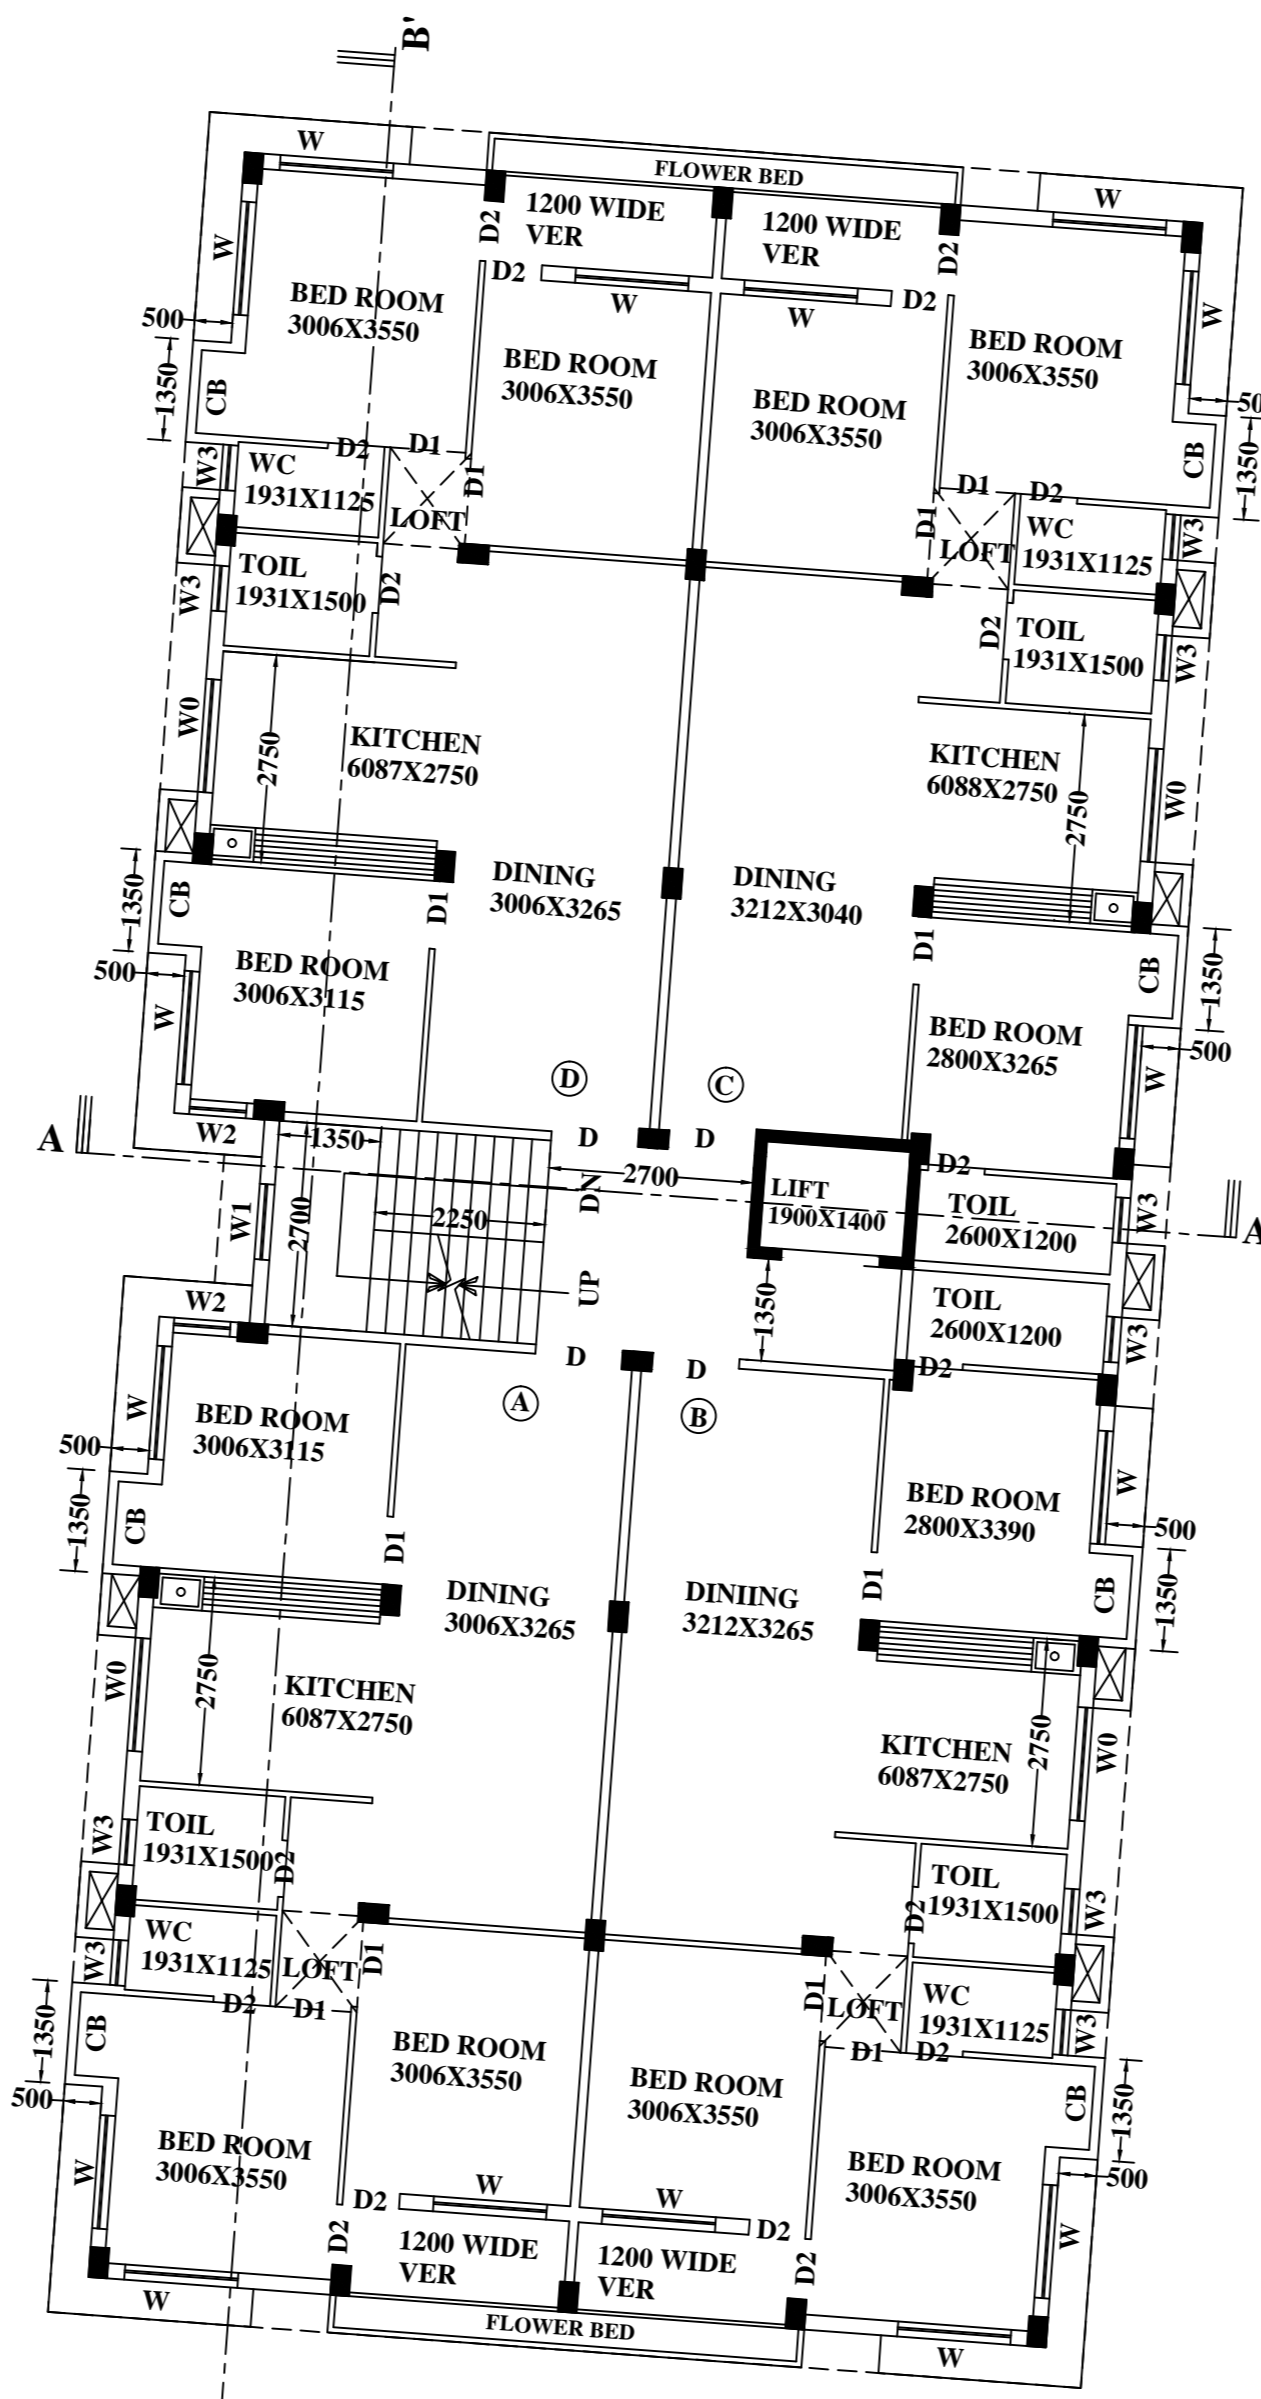 B'
W
FLOWER BED
W
1200 WIDE
VER
D2
1200 WIDE
VER
D2
W
D2
W
D2
W
W
500
BED ROOM
3006X3550
BED ROOM
3006X3550
BED ROOM
3006X3550
BED ROOM
3006X3550
1350
CB
50
1350
CB
D2
D1
W3
WC
1931X1125
D1
LOFT
D1
D2
D1
LOFT
WC
1931X1125
W3
TOIL
1931X1500
W3
D2
D2
TOIL
1931X1500
W3
W0
2750
KITCHEN
6087X2750
KITCHEN
6088X2750
2750
W0
1350
CB
D1
DINING
3006X3265
DINING
3212X3040
D1
CB
1350
500
BED ROOM
3006X3115
W
BED ROOM
2800X3265
500
W
D
C
W2
1350
D
D
A
2700
DN
D2
LIFT
1900X1400
TOIL
2600X1200
W3
A
W1
2700
2250
UP
1350
TOIL
2600X1200
W3
W2
D
D
D2
A
B
W
BED ROOM
3006X3115
500
1350
CB
D1
BED ROOM
2800X3390
W
500
D1
CB
1350
DINING
3006X3265
DINIING
3212X3265
W0
2750
KITCHEN
6087X2750
KITCHEN
6087X2750
2750
W0
W3
TOIL
1931X1500
D2
TOIL
1931X1500
D2
W3
WC
1931X1125
W3
LOFT
D1
D2
D1
D1
LOFT
WC
1931X1125
W3
D1
D2
1350
CB
500
BED ROOM
3006X3550
BED ROOM
3006X3550
CB
1350
BED ROOM
3006X3550
BED ROOM
3006X3550
500
W
W
D2
W
D2
W
D2
1200 WIDE
VER
1200 WIDE
VER
D2
W
FLOWER BED
W